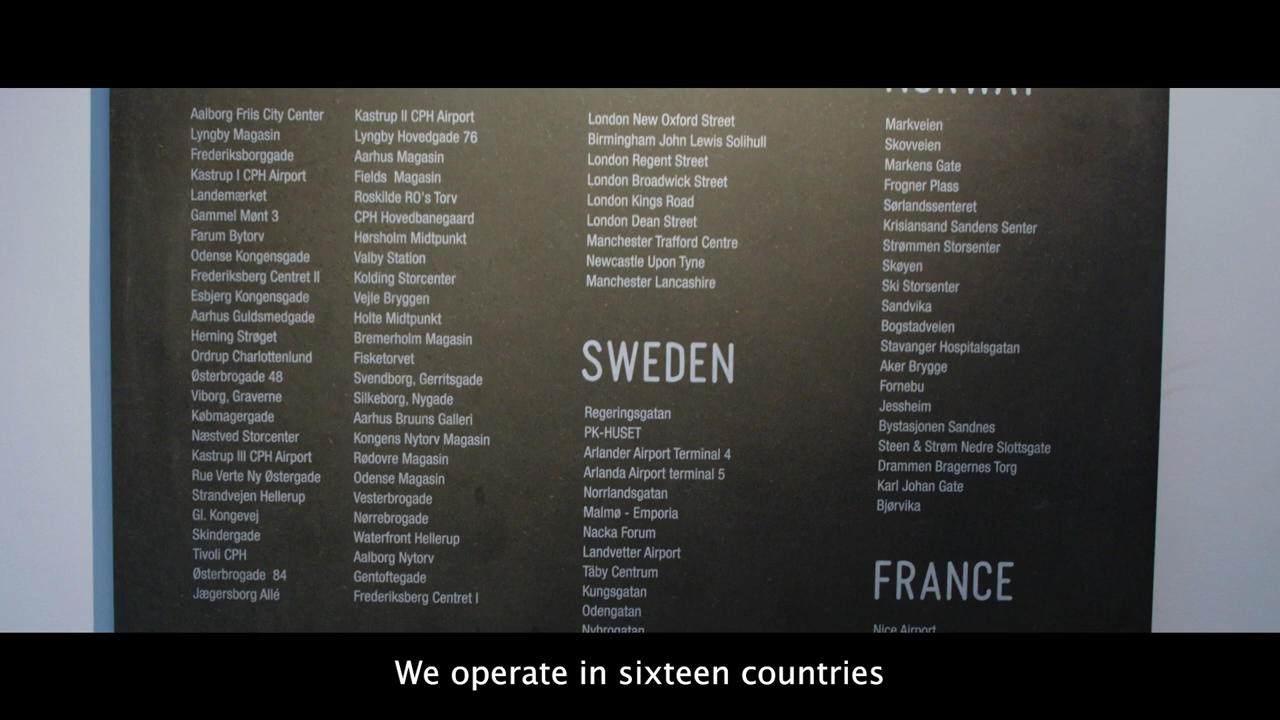 Aalborg Friis City Center
Lyngby Magasin
Frederiksborggade
Kastrup I CPH Airport
Landemærket
Gammel Mønt 3
Farum Bytorv
Odense Kongensgade
Frederiksberg Centret II
Esbjerg Kongensgade
Aarhus Guldsmedgade
Herning Strøget
Ordrup Charlottenlund
Østerbrogade 48
Viborg, Graverne
Købmagergade
Næstved Storcenter
Kastrup III CPH Airport
Rue Verte Ny Østergade
Strandvejen Hellerup
Gl. Kongevej
Skindergade
Tivoli CPH
Østerbrogade 84
Jægersborg Allé
Kastrup II CPH Airport
Lyngby Hovedgade 76
Aarhus Magasin
Fields Magasin
Roskilde RO's Torv
CPH Hovedbanegaard
Hørsholm Midtpunkt
Valby Station
Kolding Storcenter
Vejle Bryggen
Holte Midtpunkt
Bremerholm Magasin
Fisketorvet
Svendborg, Gerritsgade
Silkeborg, Nygade
Aarhus Bruuns Galleri
Kongens Nytorv Magasin
Rødovre Magasin
Odense Magasin
Vesterbrogade
Nørrebrogade
Waterfront Hellerup
Aalborg Nytorv
Gentoftegade
Frederiksberg Centret I
London New Oxford Street
Birmingham John Lewis Solihull
London Regent Street
London Broadwick Street
London Kings Road
London Dean Street
Manchester Trafford Centre
Newcastle Upon Tyne
Manchester Lancashire
SWEDEN
Regeringsgatan
PK-HUSET
Arlander Airport Terminal 4
Arlanda Airport terminal 5
Norrlandsgatan
Malmø - Emporia
Nacka Forum
Landvetter Airport
Täby Centrum
Kungsgatan
Odengatan
Nybrogatan
NORWAY
Markveien
Skovveien
Markens Gate
Frogner Plass
Sørlandssenteret
Krisiansand Sandens Senter
Strømmen Storsenter
Skøyen
Ski Storsenter
Sandvika
Bogstadveien
Stavanger Hospitalsgatan
Aker Brygge
Fornebu
Jessheim
Bystasjonen Sandnes
Steen & Strøm Nedre Slottsgate
Drammen Bragernes Torg
Karl Johan Gate
Bjørvika
FRANCE
Nice Airport
We operate in sixteen countries